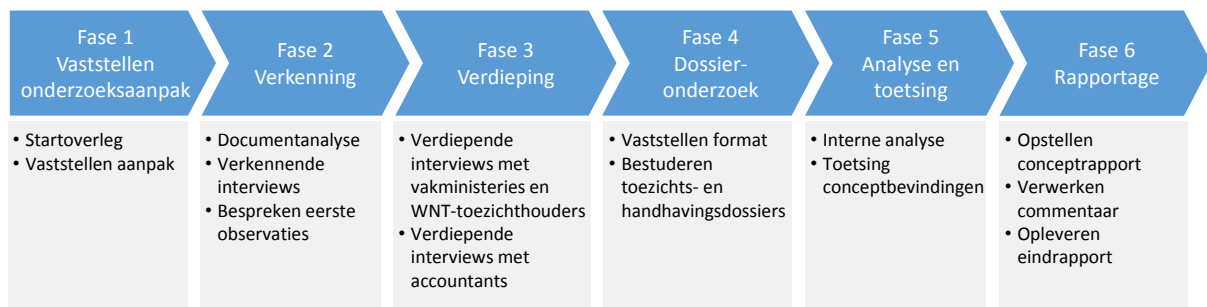 Fase 1
Vaststellen
onderzoeksaanpak
• Startoverleg
• Vaststellen aanpak
Fase 2
Verkenning
• Documentanalyse
• Verkennende
interviews
• Bespreken eerste
observaties
Fase 3
Verdieping
• Verdiepende
interviews met
vakministeries en
WNT-toezichthouders
• Verdiepende
interviews met
accountants
Fase 4
Dossier-
onderzoek
• Vaststellen format
• Bestuderen
toezichts- en
handhavingsdossiers
Fase 5
Analyse en
toetsing
• Interne analyse
• Toetsing
conceptbevindingen
Fase 6
Rapportage
• Opstellen
conceptrapport
• Verwerken
commentaar
• Opleveren
eindrapport